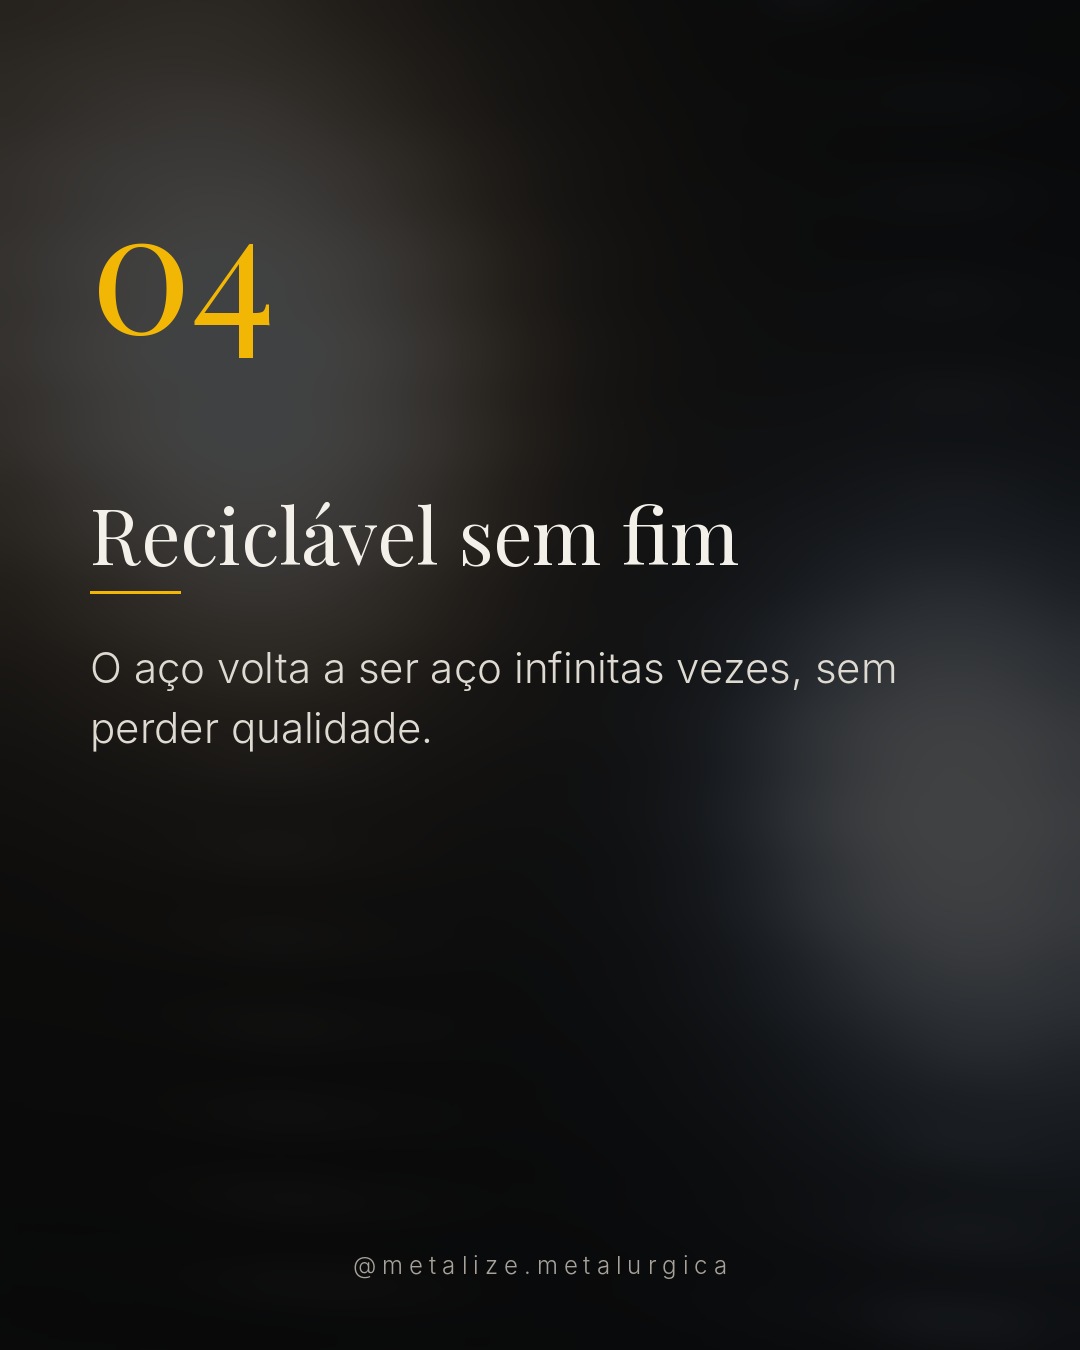 04
Reciclável sem fim
O aço volta a ser aço infinitas vezes, sem
perder qualidade.
@metalize.metalurgica